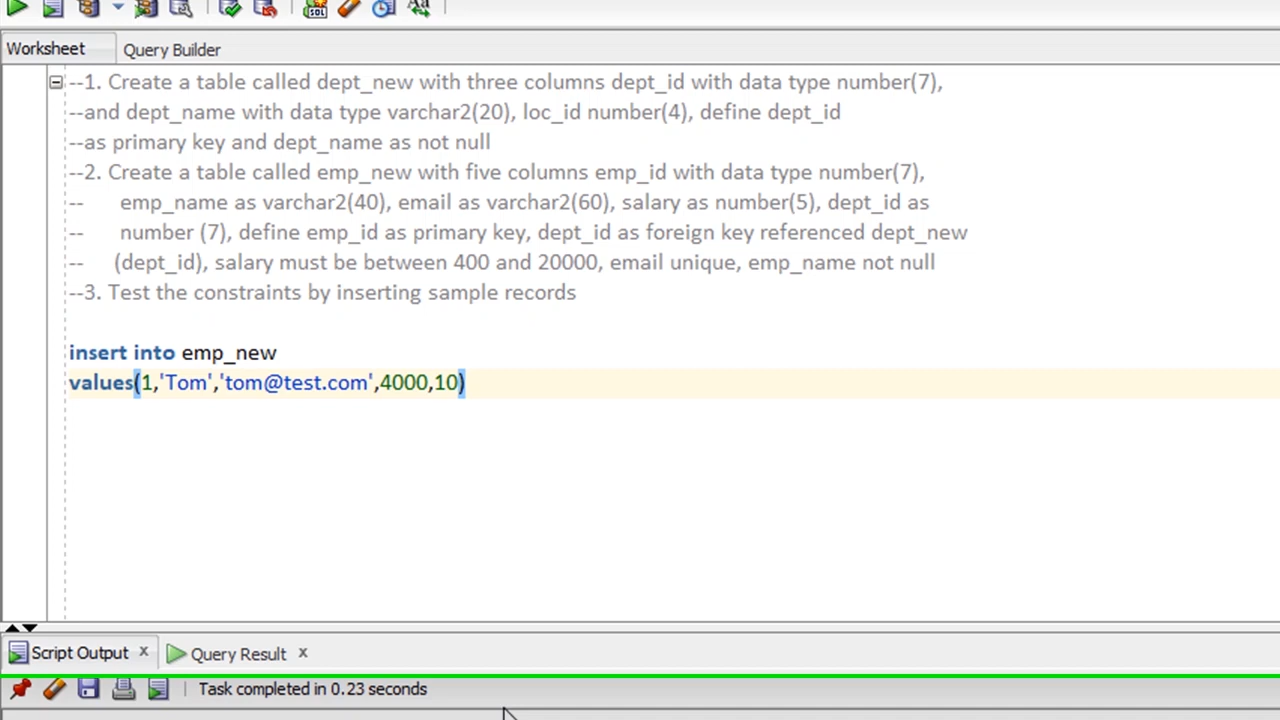 Worksheet Query Builder
--1. Create a table called dept_new with three columns dept_id with data type number(7),
--and dept_name with data type varchar2(20), loc_id number(4), define dept_id
--as primary key and dept_name as not null
--2. Create a table called emp_new with five columns emp_id with data type number(7),
-- emp_name as varchar2(40), email as varchar2(60), salary as number(5), dept_id as
-- number (7), define emp_id as primary key, dept_id as foreign key referenced dept_new
-- (dept_id), salary must be between 400 and 20000, email unique, emp_name not null
--3. Test the constraints by inserting sample records
insert into emp_new
values(1,'Tom','tom@test.com',4000,10)
Script Output x Query Result x
Task completed in 0.23 seconds